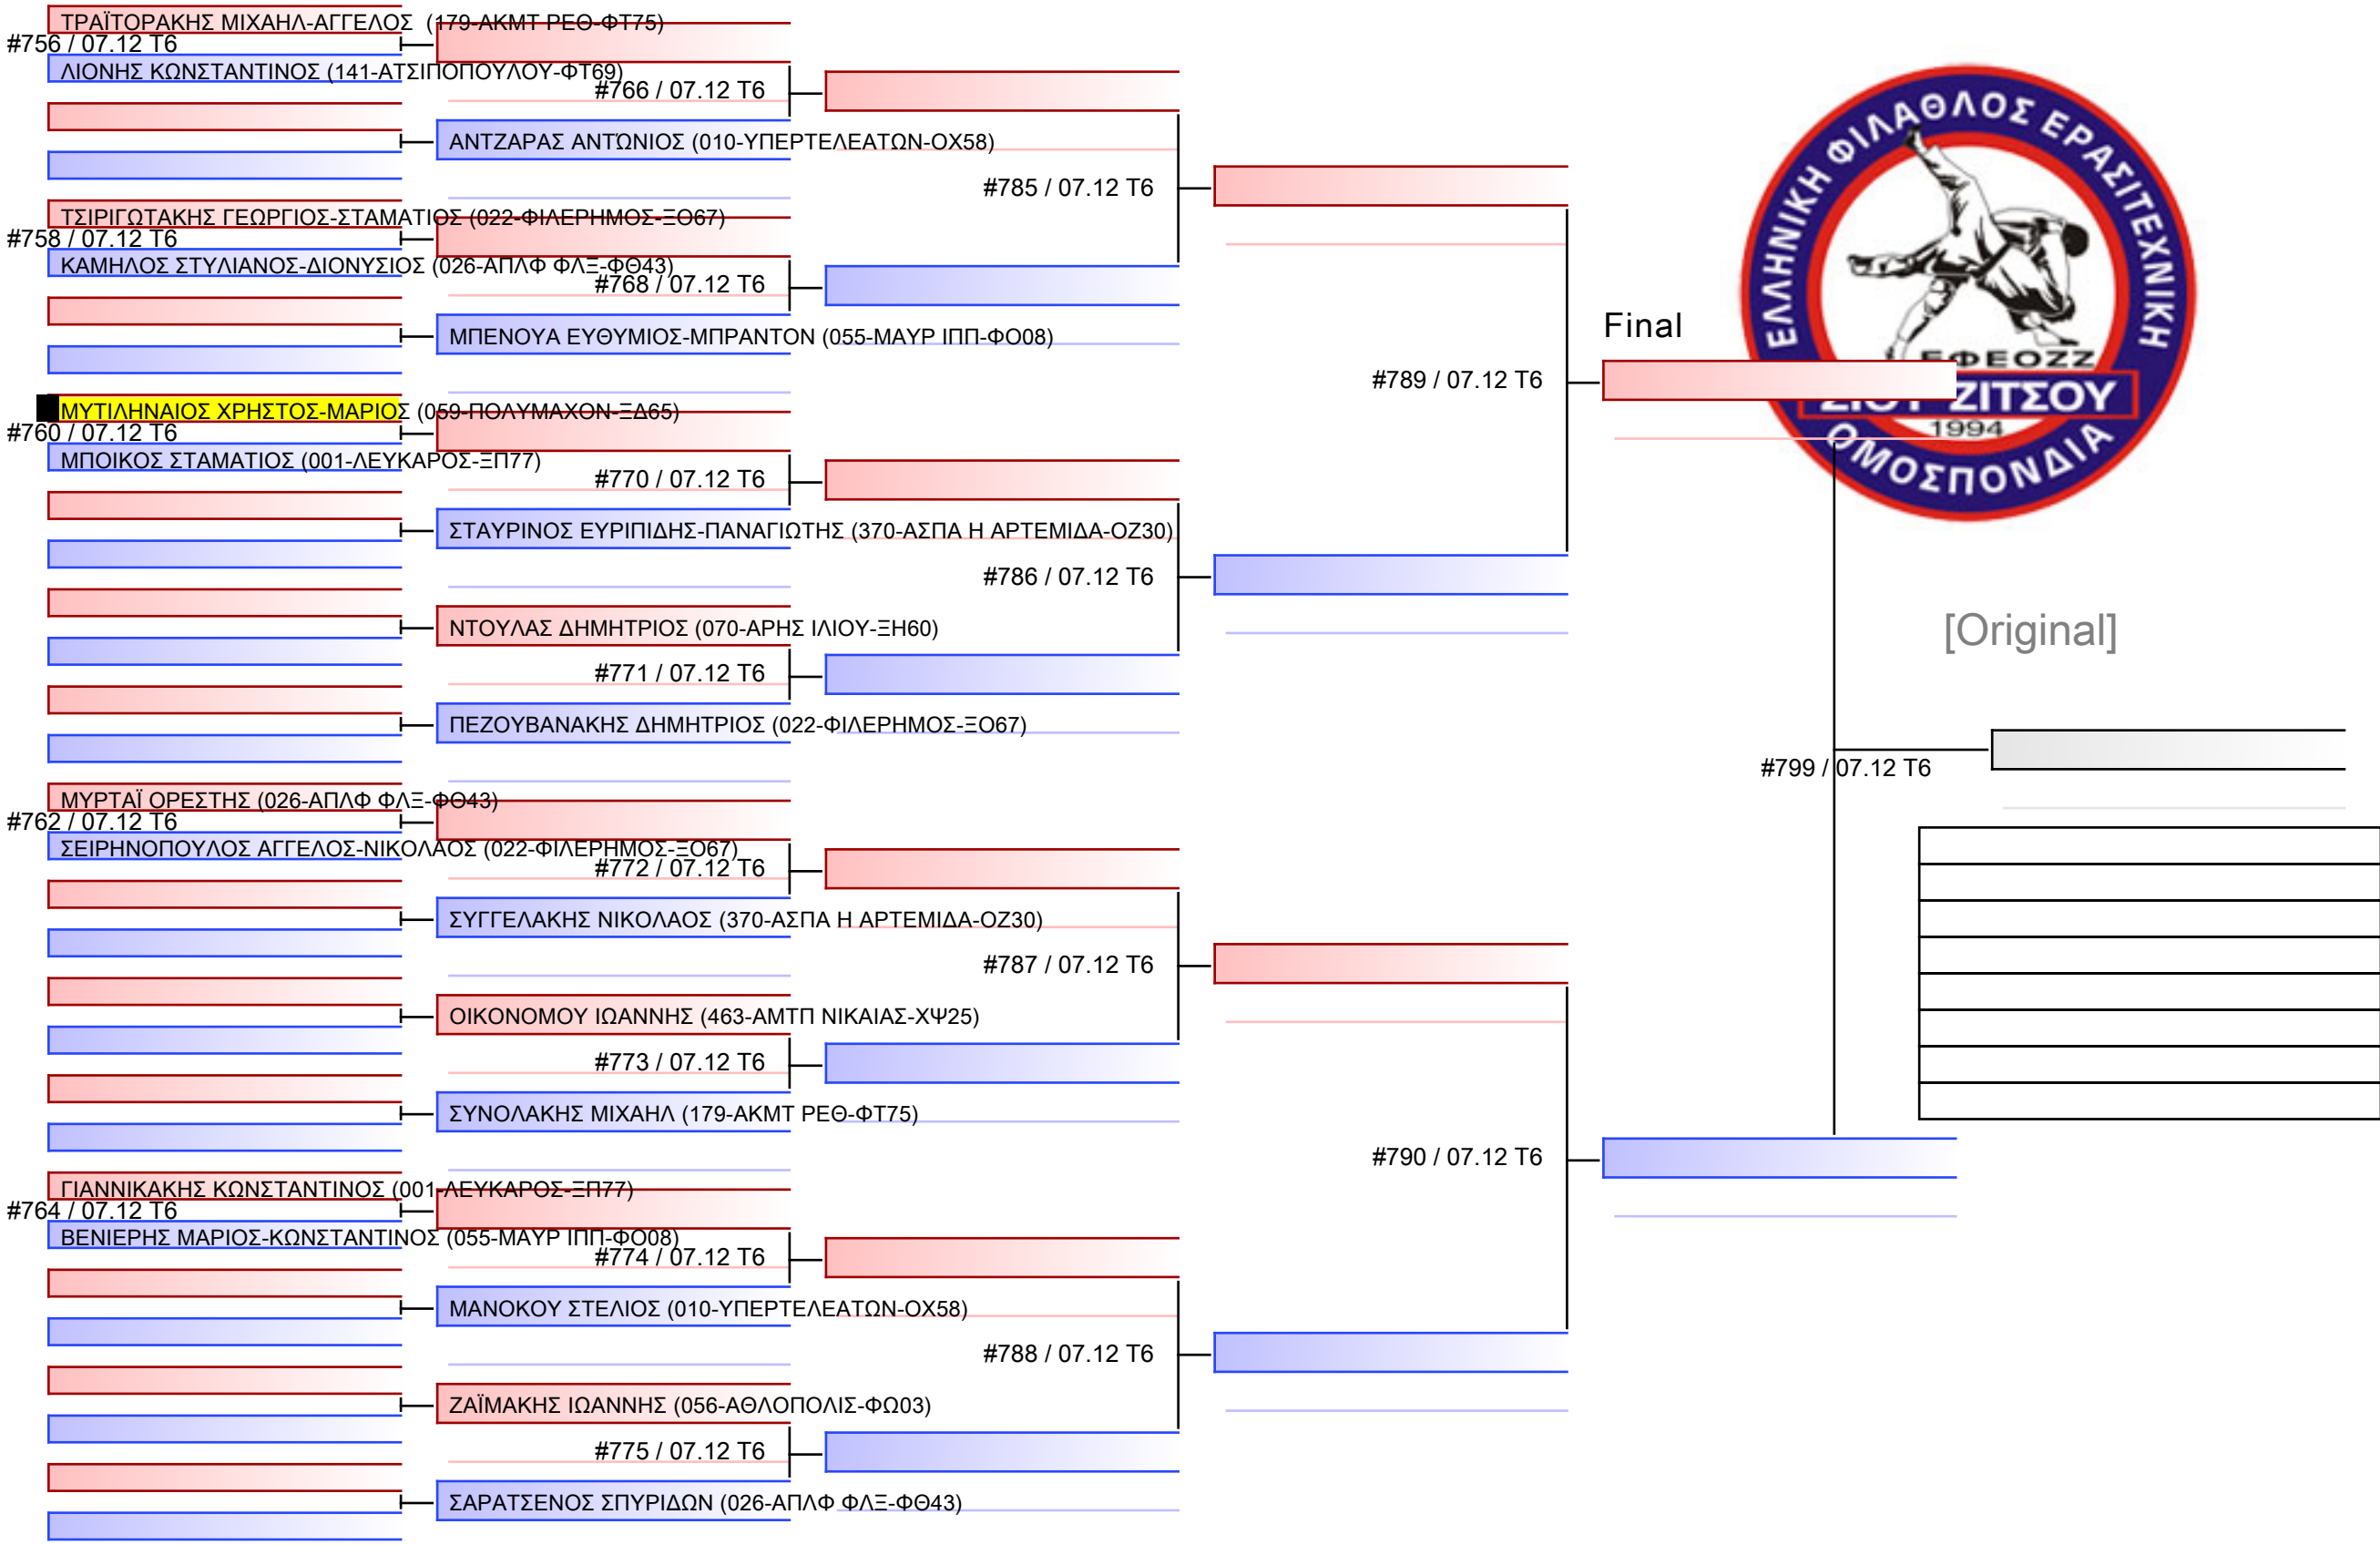 ΤΡΑΪΤΟΡΑΚΗΣ ΜΙΧΑΗΛ-ΑΓΓΕΛΟΣ (179-ΑΚΜΤ ΡΕΘ-ΦΤ75)
#756 / 07.12 T6
ΛΙΟΝΗΣ ΚΩΝΣΤΑΝΤΙΝΟΣ (141-ΑΤΣΙΠΟΠΟΥΛΟΥ-ΦΤ69)
#766 / 07.12 T6
ΑΝΤΖΑΡΑΣ ΑΝΤΏΝΙΟΣ (010-ΥΠΕΡΤΕΛΕΑΤΩΝ-ΟΧ58)
#785 / 07.12 T6
ΤΣΙΡΙΓΩΤΑΚΗΣ ΓΕΩΡΓΙΟΣ-ΣΤΑΜΑΤΙΟΣ (022-ΦΙΛΕΡΗΜΟΣ-ΞΟ67)
#758 / 07.12 T6
ΚΑΜΗΛΟΣ ΣΤΥΛΙΑΝΟΣ-ΔΙΟΝΥΣΙΟΣ (026-ΑΠΛΦ ΦΛΞ-ΦΘ43)
#768 / 07.12 T6
ΜΠΕΝΟΥΑ ΕΥΘΥΜΙΟΣ-ΜΠΡΑΝΤΟΝ (055-ΜΑΥΡ ΙΠΠ-ΦΟ08)
#789 / 07.12 T6
Final
ΕΛΛΗΝΙΚΗ ΦΙΛΑΘΛΟΣ ΕΡΑΣΙΤΕΧΝΙΚΗ
ΕΦΕΟΖΖ
ΖΙΟΥ ΖΙΤΣΟΥ
1994
ΟΜΟΣΠΟΝΔΙΑ
ΜΥΤΙΛΗΝΑΙΟΣ ΧΡΗΣΤΟΣ-ΜΑΡΙΟΣ (059-ΠΟΛΥΜΑΧΟΝ-ΞΔ65)
#760 / 07.12 T6
ΜΠΟΙΚΟΣ ΣΤΑΜΑΤΙΟΣ (001-ΛΕΥΚΑΡΟΣ-ΞΠ77)
#770 / 07.12 T6
ΣΤΑΥΡΙΝΟΣ ΕΥΡΙΠΙΔΗΣ-ΠΑΝΑΓΙΩΤΗΣ (370-ΑΣΠΑ Η ΑΡΤΕΜΙΔΑ-ΟΖ30)
#786 / 07.12 T6
ΝΤΟΥΛΑΣ ΔΗΜΗΤΡΙΟΣ (070-ΑΡΗΣ ΙΛΙΟΥ-ΞΗ60)
[Original]
#771 / 07.12 T6
ΠΕΖΟΥΒΑΝΑΚΗΣ ΔΗΜΗΤΡΙΟΣ (022-ΦΙΛΕΡΗΜΟΣ-ΞΟ67)
#799 / 07.12 T6
ΜΥΡΤΑΪ ΟΡΕΣΤΗΣ (026-ΑΠΛΦ ΦΛΞ-ΦΘ43)
#762 / 07.12 T6
ΣΕΙΡΗΝΟΠΟΥΛΟΣ ΑΓΓΕΛΟΣ-ΝΙΚΟΛΑΟΣ (022-ΦΙΛΕΡΗΜΟΣ-ΞΟ67)
#772 / 07.12 T6
ΣΥΓΓΕΛΑΚΗΣ ΝΙΚΟΛΑΟΣ (370-ΑΣΠΑ Η ΑΡΤΕΜΙΔΑ-ΟΖ30)
#787 / 07.12 T6
ΟΙΚΟΝΟΜΟΥ ΙΩΑΝΝΗΣ (463-ΑΜΤΠ ΝΙΚΑΙΑΣ-ΧΨ25)
#773 / 07.12 T6
ΣΥΝΟΛΑΚΗΣ ΜΙΧΑΗΛ (179-ΑΚΜΤ ΡΕΘ-ΦΤ75)
#790 / 07.12 T6
ΓΙΑΝΝΙΚΑΚΗΣ ΚΩΝΣΤΑΝΤΙΝΟΣ (001-ΛΕΥΚΑΡΟΣ-ΞΠ77)
#764 / 07.12 T6
ΒΕΝΙΕΡΗΣ ΜΑΡΙΟΣ-ΚΩΝΣΤΑΝΤΙΝΟΣ (055-ΜΑΥΡ ΙΠΠ-ΦΟ08)
#774 / 07.12 T6
ΜΑΝΟΚΟΥ ΣΤΕΛΙΟΣ (010-ΥΠΕΡΤΕΛΕΑΤΩΝ-ΟΧ58)
#788 / 07.12 T6
ΖΑΪΜΑΚΗΣ ΙΩΑΝΝΗΣ (056-ΑΘΛΟΠΟΛΙΣ-ΦΩ03)
#775 / 07.12 T6
ΣΑΡΑΤΣΕΝΟΣ ΣΠΥΡΙΔΩΝ (026-ΑΠΛΦ ΦΛΞ-ΦΘ43)